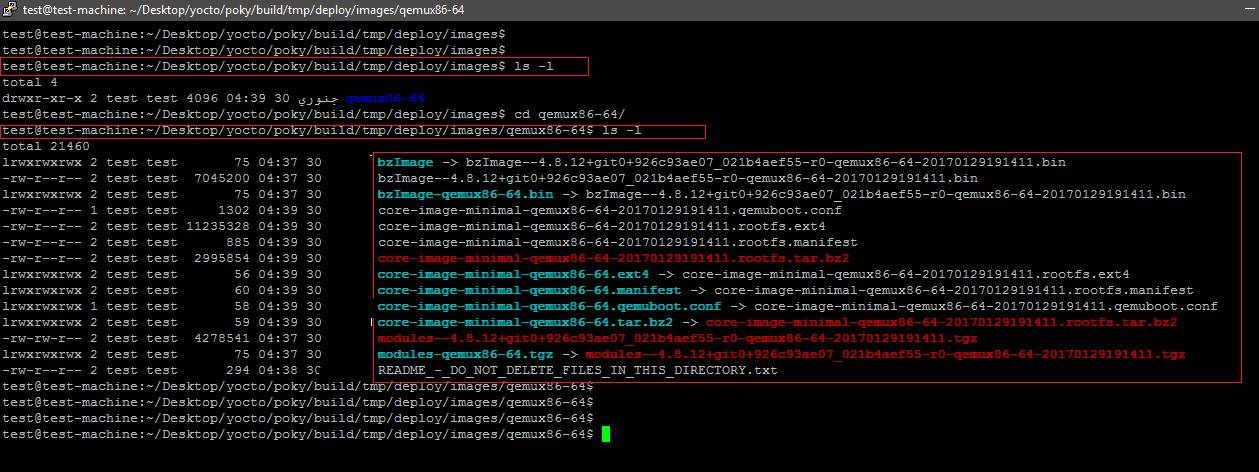 test@test-machine: ~/Desktop/yocto/poky/build/tmp/deploy/images/qemux86-64
test@test-machine:~/Desktop/yocto/poky/build/tmp/deploy/images$
test@test-machine:~/Desktop/yocto/poky/build/tmp/deploy/images$
test@test-machine:~/Desktop/yocto/poky/build/tmp/deploy/images$ ls -l
total 4
drwxr-xr-x 2 test test 4096 04:39 30 جنوري qemux86-64
test@test-machine:~/Desktop/yocto/poky/build/tmp/deploy/images$ cd qemux86-64/
test@test-machine:~/Desktop/yocto/poky/build/tmp/deploy/images/qemux86-64$ ls -l
total 21460
lrwxrwxrwx 2 test test 75 04:37 30 bzImage -> bzImage--4.8.12+git0+926c93ae07_021b4aef55-r0-qemux86-64-20170129191411.bin
-rw-r--r-- 2 test test 7045200 04:37 30 bzImage--4.8.12+git0+926c93ae07_021b4aef55-r0-qemux86-64-20170129191411.bin
lrwxrwxrwx 2 test test 75 04:37 30 bzImage-qemux86-64.bin -> bzImage--4.8.12+git0+926c93ae07_021b4aef55-r0-qemux86-64-20170129191411.bin
-rw-r--r-- 1 test test 1302 04:39 30 core-image-minimal-qemux86-64-20170129191411.qemuboot.conf
-rw-r--r-- 2 test test 11235328 04:39 30 core-image-minimal-qemux86-64-20170129191411.rootfs.ext4
-rw-r--r-- 2 test test 885 04:39 30 core-image-minimal-qemux86-64-20170129191411.rootfs.manifest
-rw-r--r-- 2 test test 2995854 04:39 30 core-image-minimal-qemux86-64-20170129191411.rootfs.tar.bz2
lrwxrwxrwx 2 test test 56 04:39 30 core-image-minimal-qemux86-64.ext4 -> core-image-minimal-qemux86-64-20170129191411.rootfs.ext4
lrwxrwxrwx 2 test test 60 04:39 30 core-image-minimal-qemux86-64.manifest -> core-image-minimal-qemux86-64-20170129191411.rootfs.manifest
lrwxrwxrwx 1 test test 58 04:39 30 core-image-minimal-qemux86-64.qemuboot.conf -> core-image-minimal-qemux86-64-20170129191411.qemuboot.conf
lrwxrwxrwx 2 test test 59 04:39 30 core-image-minimal-qemux86-64.tar.bz2 -> core-image-minimal-qemux86-64-20170129191411.rootfs.tar.bz2
-rw-rw-r-- 2 test test 4278541 04:37 30 modules--4.8.12+git0+926c93ae07_021b4aef55-r0-qemux86-64-20170129191411.tgz
lrwxrwxrwx 2 test test 75 04:37 30 modules-qemux86-64.tgz -> modules--4.8.12+git0+926c93ae07_021b4aef55-r0-qemux86-64-20170129191411.tgz
-rw-r--r-- 2 test test 294 04:38 30 README_-_DO_NOT_DELETE_FILES_IN_THIS_DIRECTORY.txt
test@test-machine:~/Desktop/yocto/poky/build/tmp/deploy/images/qemux86-64$
test@test-machine:~/Desktop/yocto/poky/build/tmp/deploy/images/qemux86-64$
test@test-machine:~/Desktop/yocto/poky/build/tmp/deploy/images/qemux86-64$
test@test-machine:~/Desktop/yocto/poky/build/tmp/deploy/images/qemux86-64$